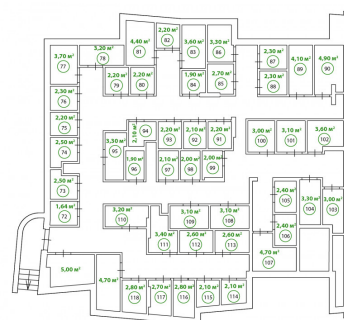 2,20 м²
82
4,40 м²
81
3,60 м²
83
3,30 м²
86
3,20 м²
78
3,70 м²
77
2,30 м²
87
4,10 м²
89
4,90 м²
90
2,20 м²
79
2,20 м²
80
1,90 м²
84
2,70 м²
85
2,30 м²
88
2,30 м²
76
2,20 м²
75
2,10 м²
94
2,20 м²
93
2,10 м²
92
2,20 м²
91
3,00 м²
100
3,10 м²
101
3,60 м²
102
2,50 м²
74
3,30 м²
95
1,90 м²
96
2,10 м²
97
2,00 м²
98
2,00 м²
99
2,50 м²
73
2,40 м²
105
3,30 м²
104
3,00 м²
103
1,64 м²
72
3,20 м²
110
3,10 м²
109
3,10 м²
108
2,40 м²
106
3,40 м²
111
2,60 м²
112
2,60 м²
113
4,70 м²
107
5,00 м²
4,70 м²
2,80 м²
118
2,70 м²
117
2,80 м²
116
2,10 м²
115
2,10 м²
114